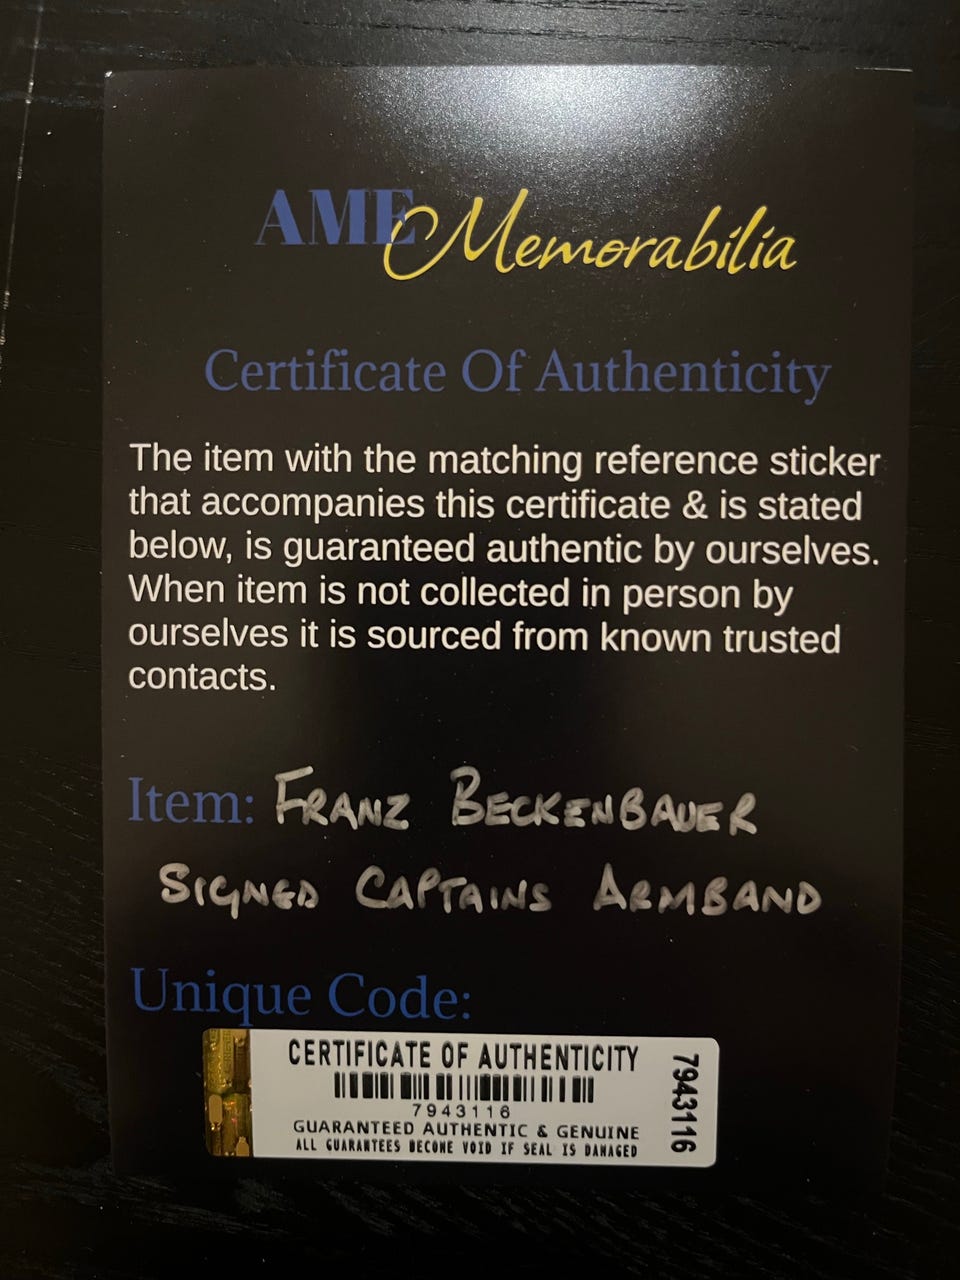 AME Memorabilia
Certificate Of Authenticity
The item with the matching reference sticker
that accompanies this certificate & is stated
below, is guaranteed authentic by ourselves.
When item is not collected in person by
ourselves it is sourced from known trusted
contacts.
Item: FRANZ BECKENBAUER
SIGNED CAPTAINS ARMBAND
Unique Code:
CERTIFICATE OF AUTHENTICITY
7943116
GUARANTEED AUTHENTIC & GENUINE
ALL GUARANTEES BECOME VOID IF SEAL IS DAMAGED
7943116